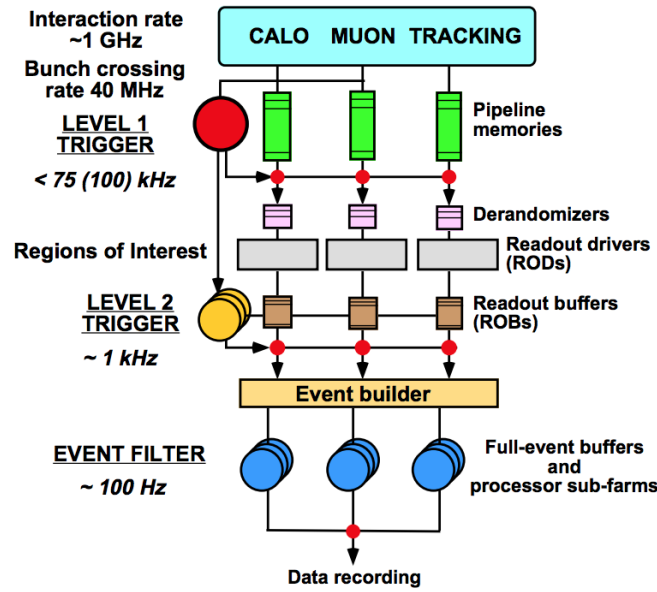 Interaction rate
~1 GHz
CALO MUON TRACKING
Bunch crossing
rate 40 MHz
LEVEL 1
TRIGGER
< 75 (100) kHz
Pipeline
memories
Derandomizers
Regions of Interest
Readout drivers
(RODs)
LEVEL 2
TRIGGER
~ 1 kHz
Readout buffers
(ROBs)
Event builder
EVENT FILTER
~ 100 Hz
Full-event buffers
and
processor sub-farms
Data recording